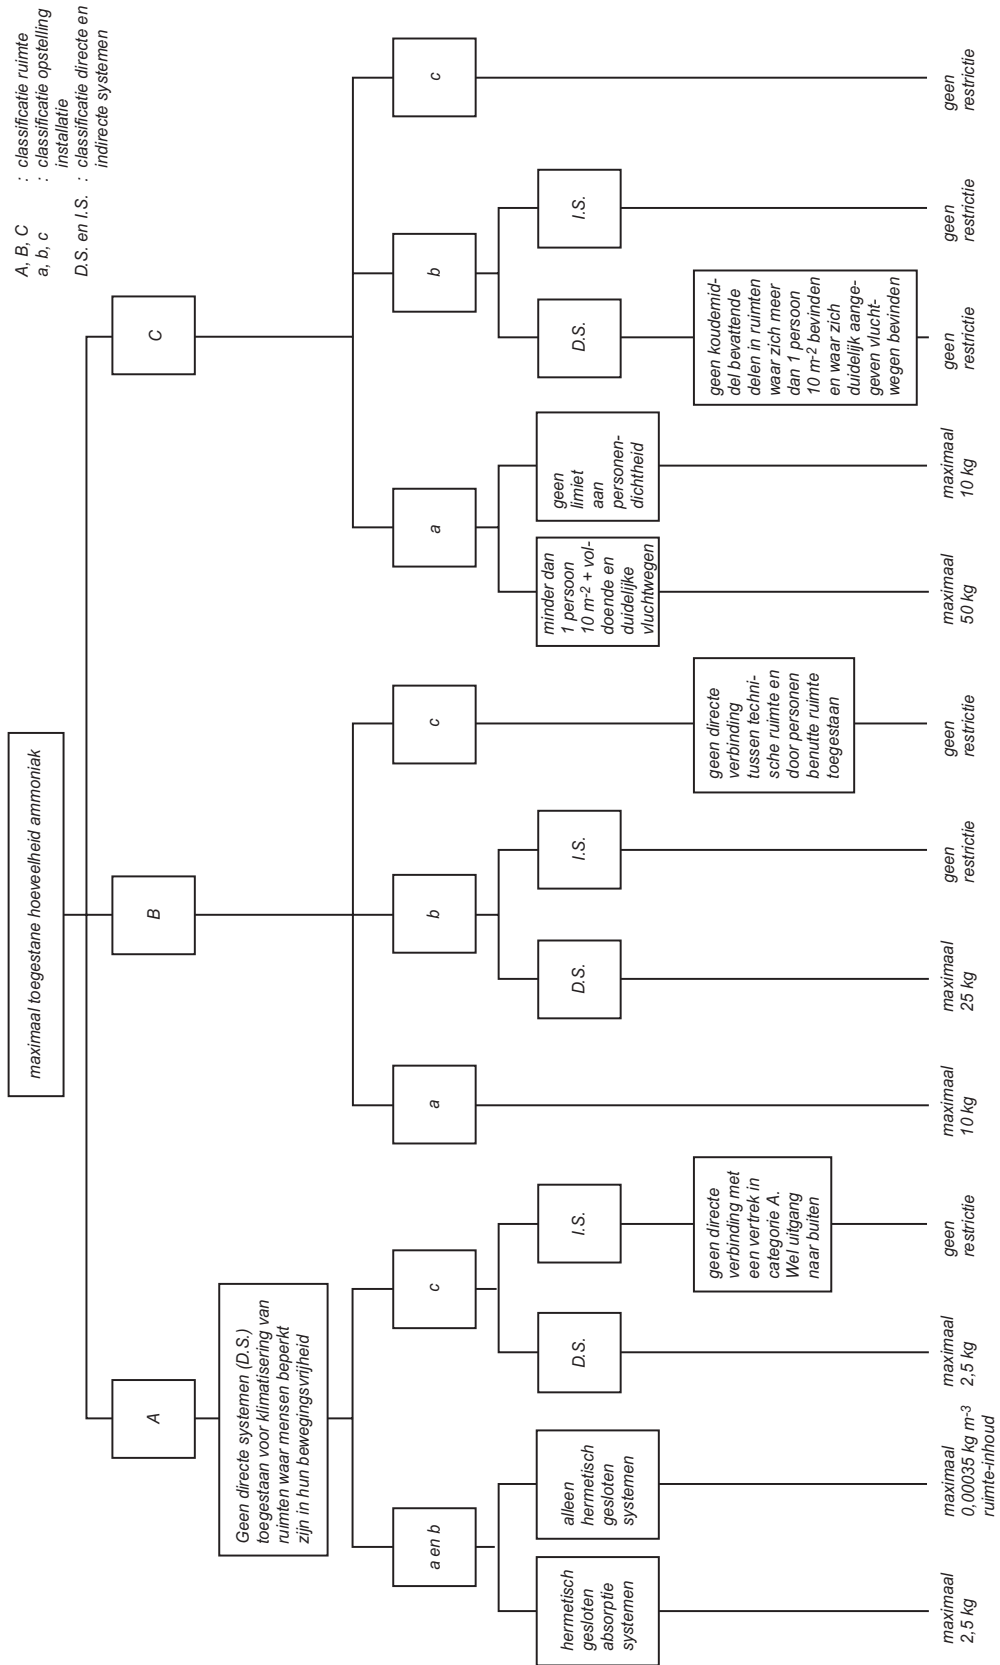 A, B, C : classificatie ruimte
a, b, c : classificatie opstelling
installatie
D.S. en I.S. : classificatie directe en
indirecte systemen
maximaal toegestane hoeveelheid ammoniak
A
B
C
Geen directe systemen (D.S.)
toegestaan voor klimatisering van
ruimten waar mensen beperkt
zijn in hun bewegingsvrijheid
a en b
c
a
b
c
a
b
c
hermetisch
gesloten
absorptie
systemen
alleen
hermetisch
gesloten
systemen
D.S.
I.S.
D.S.
I.S.
minder dan
1 persoon
10 m-2 + vol-
doende en
duidelijke
vluchtwegen
geen
limiet
aan
personen-
dichtheid
D.S.
I.S.
geen directe
verbinding met
een vertrek in
categorie A.
Wel uitgang
naar buiten
geen directe
verbinding
tussen techni-
sche ruimte en
door personen
benutte ruimte
toegestaan
geen koudemid-
del bevattende
delen in ruimten
waar zich meer
dan 1 persoon
10 m-2 bevinden
en waar zich
duidelijk aange-
geven vlucht-
wegen bevinden
maximaal
2,5 kg
maximaal
0,00035 kg m-3
ruimte-inhoud
maximaal
2,5 kg
geen
restrictie
maximaal
10 kg
maximaal
25 kg
geen
restrictie
geen
restrictie
maximaal
50 kg
maximaal
10 kg
geen
restrictie
geen
restrictie
geen
restrictie